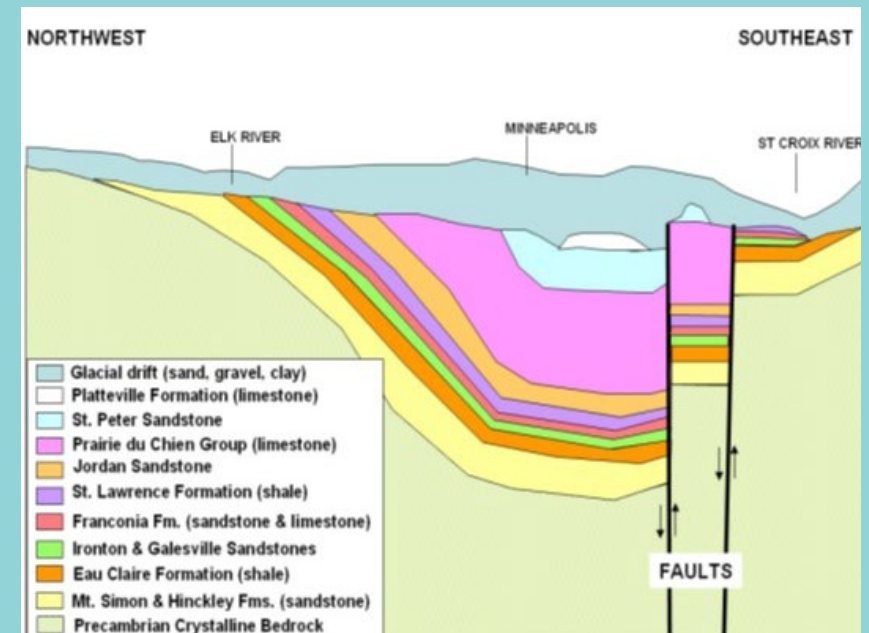 NORTHWEST
SOUTHEAST
ELK RIVER
MINNEAPOLIS
ST CROIX RIVER
Glacial drift (sand, gravel, clay)
Platteville Formation (limestone)
St. Peter Sandstone
Prairie du Chien Group (limestone)
Jordan Sandstone
St. Lawrence Formation (shale)
Franconia Fm. (sandstone & limestone)
Ironton & Galesville Sandstones
Eau Claire Formation (shale)
Mt. Simon & Hinckley Fms. (sandstone)
Precambrian Crystalline Bedrock
FAULTS